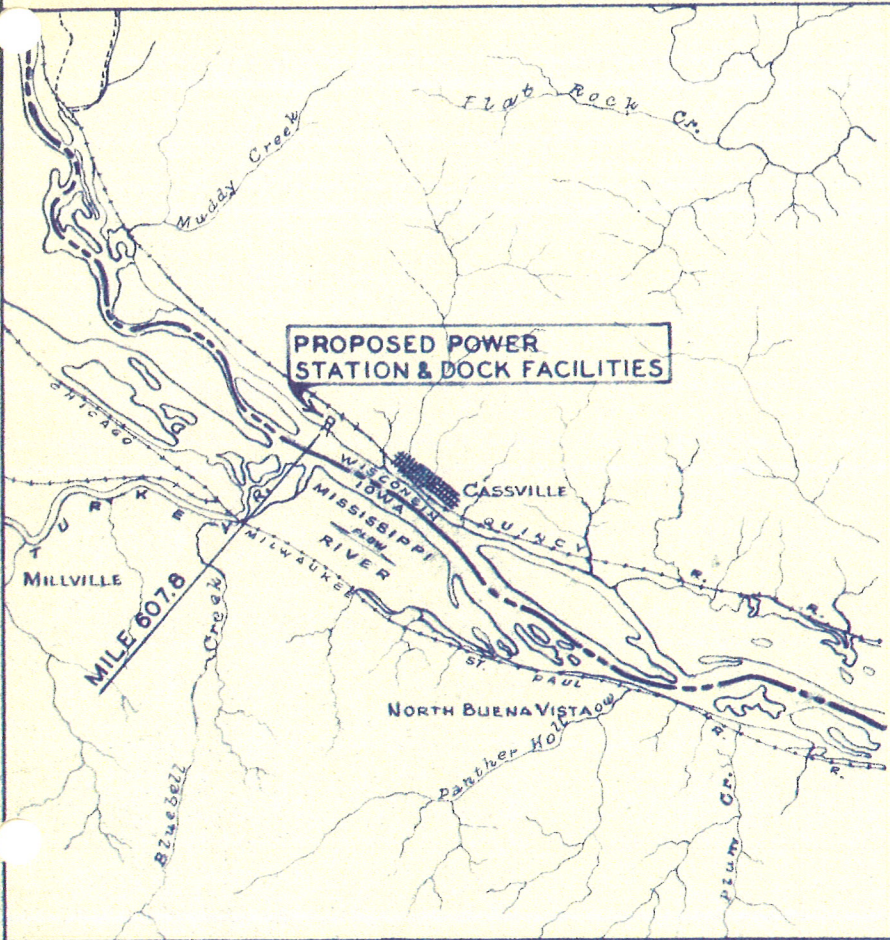 Flat Rock Cr.
Muddy Creek
PROPOSED POWER
STATION & DOCK FACILITIES
CHICAGO
WISCONSIN
IOWA
CASSVILLE
QUINCY
R.
R.
TURKEY R.
MISSISSIPPI
FLOW
RIVER
MILWAUKEE
MILLVILLE
MILE 607.8
Bluebell Creek
ST. PAUL
NORTH BUENA VISTA
Panther Hollow
R.
R.
Plum Cr.